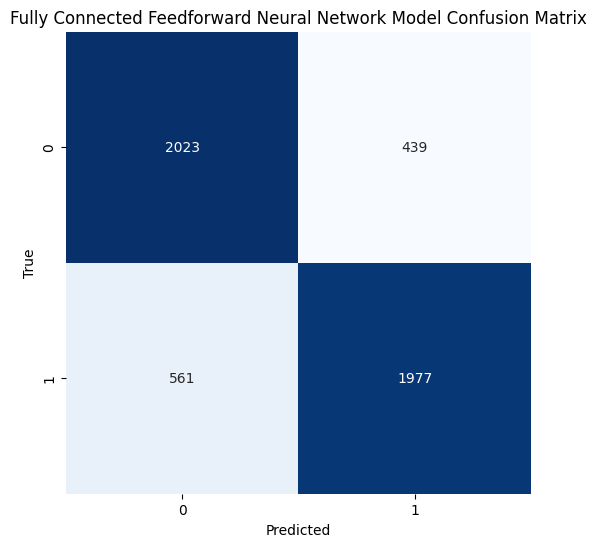 Fully Connected Feedforward Neural Network Model Confusion Matrix
0
2023
439
True
1
561
1977
0
1
Predicted